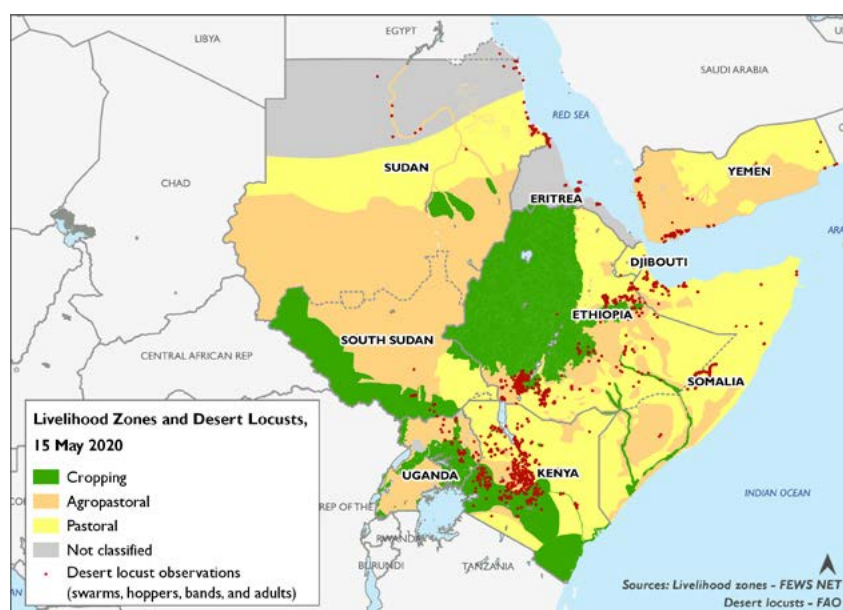 EGYPT
LIBYA
SAUDI ARABIA
RED SEA
CHAD
SUDAN
YEMEN
ERITREA
DJIBOUTI
ETHIOPIA
SOUTH SUDAN
CENTRAL AFRICAN REP
SOMALIA
UGANDA
KENYA
REP OF THE
RWANDA
BURUNDI
TANZANIA
INDIAN OCEAN
Livelihood Zones and Desert Locusts,
15 May 2020
Cropping
Agropastoral
Pastoral
Not classified
Desert locust observations
(swarms, hoppers, bands, and adults)
Sources: Livelihood zones - FEWS NET
Desert locusts - FAO